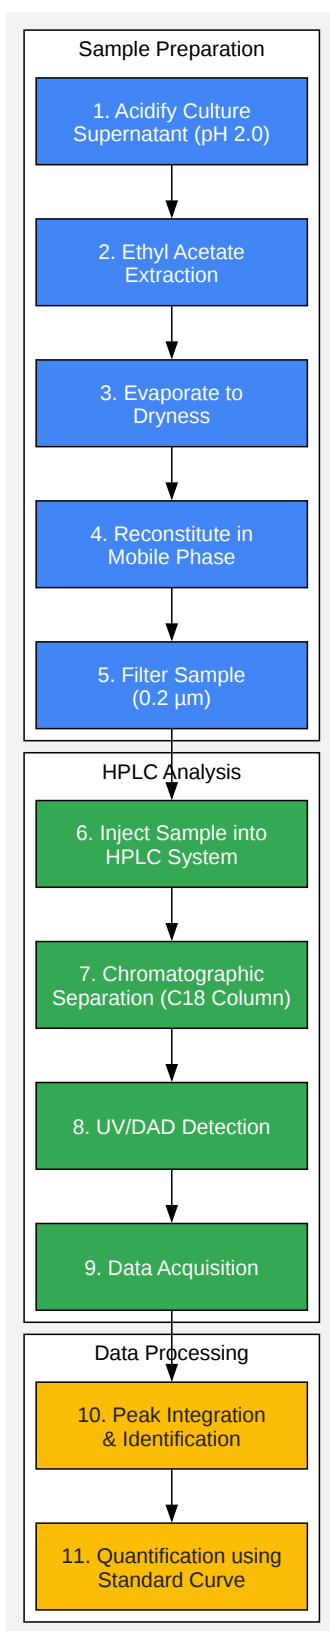 Sample Preparation
1. Acidify Culture
Supernatant (pH 2.0)
2. Ethyl Acetate
Extraction
3. Evaporate to
Dryness
4. Reconstitute in
Mobile Phase
5. Filter Sample
(0.2 µm)
HPLC Analysis
6. Inject Sample into
HPLC System
7. Chromatographic
Separation (C18 Column)
8. UV/DAD Detection
9. Data Acquisition
Data Processing
10. Peak Integration
& Identification
11. Quantification using
Standard Curve